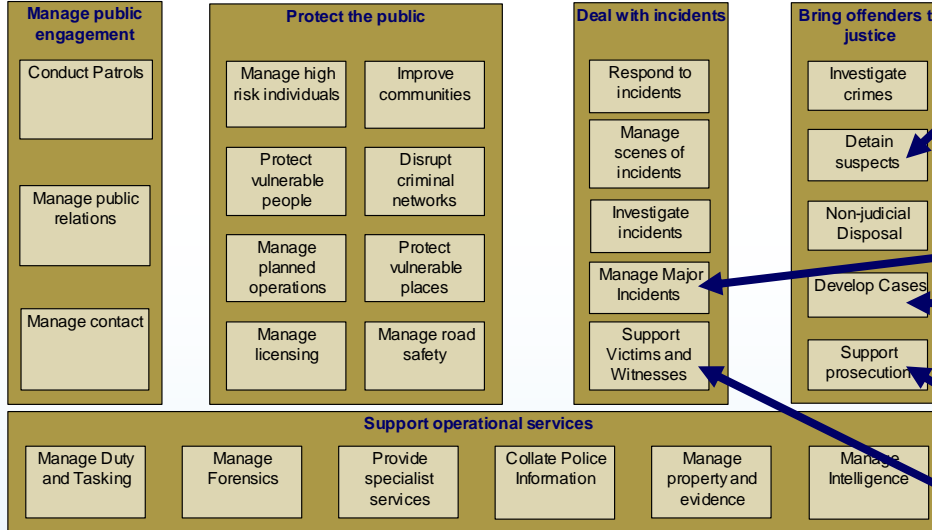 Manage public
engagement
Conduct Patrols
Manage public
relations
Manage contact
Protect the public
Manage high
risk individuals
Improve
communities
Protect
vulnerable
people
Disrupt
criminal
networks
Manage
planned
operations
Protect
vulnerable
places
Manage
licensing
Manage road
safety
Deal with incidents
Respond to
incidents
Manage
scenes of
incidents
Investigate
incidents
Manage Major
Incidents
Support
Victims and
Witnesses
Bring offenders t
justice
Investigate
crimes
Detain
suspects
Non-judicial
Disposal
Develop Cases
Support
prosecution
Support operational services
Manage Duty
and Tasking
Manage
Forensics
Provide
specialist
services
Collate Police
Information
Manage
property and
evidence
Manage
Intelligence